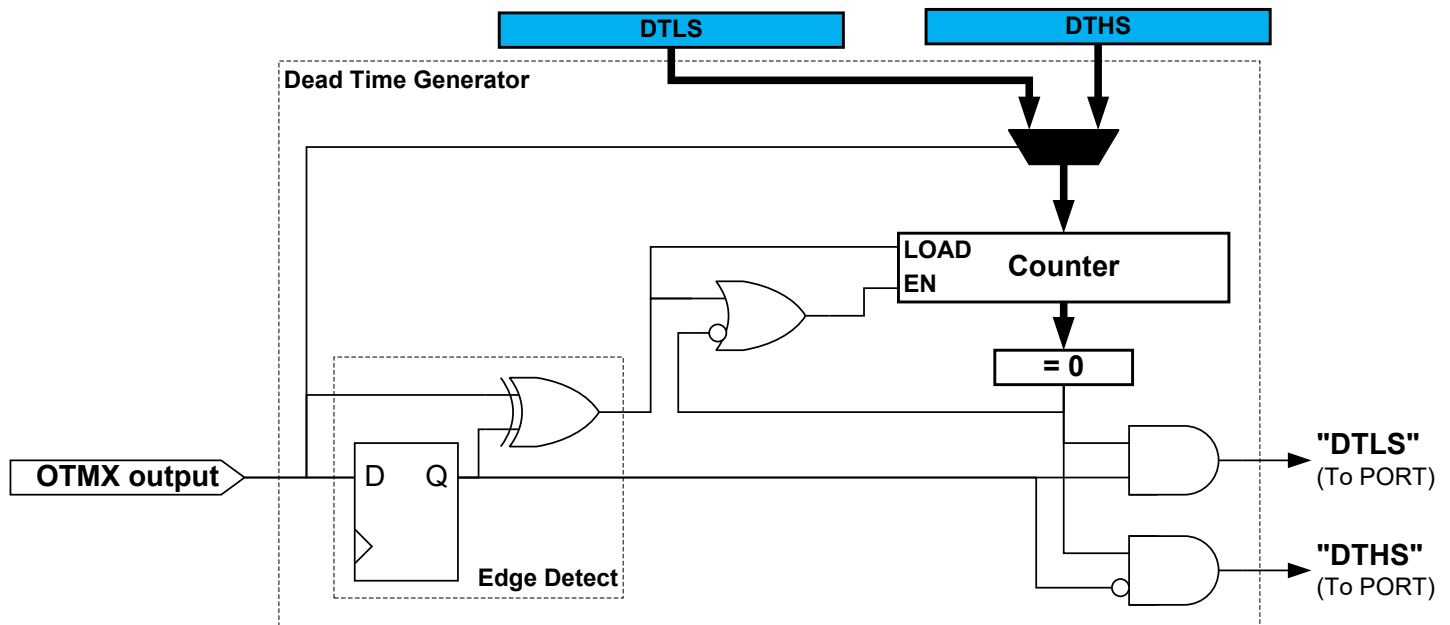 DTLS
DTHS
Dead Time Generator
LOAD
Counter
EN
= 0
OTMX output
D
Q
Edge Detect
"DTLS"
(To PORT)
"DTHS"
(To PORT)